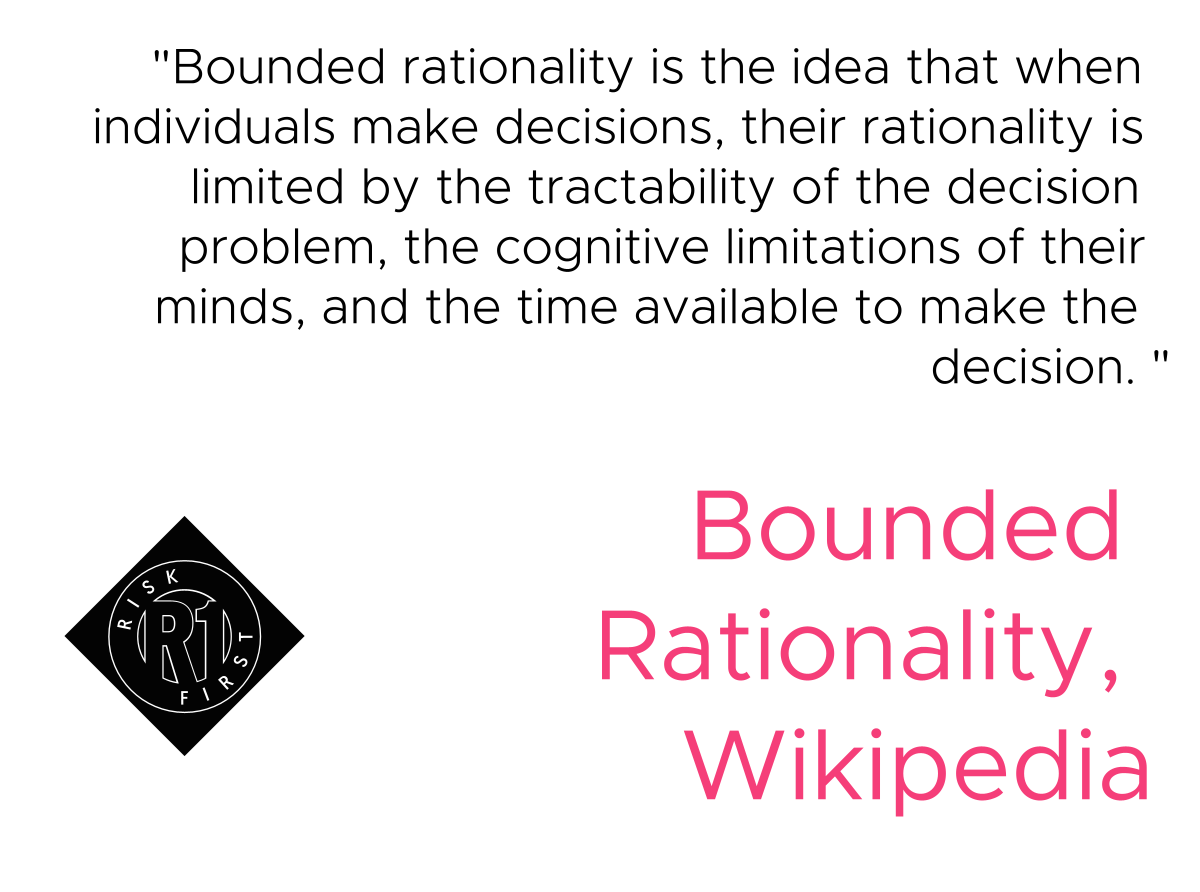 "Bounded rationality is the idea that when
individuals make decisions, their rationality is
limited by the tractability of the decision
problem, the cognitive limitations of their
minds, and the time available to make the
decision. "
Bounded
Rationality,
Wikipedia
RISK
R1
FIRST